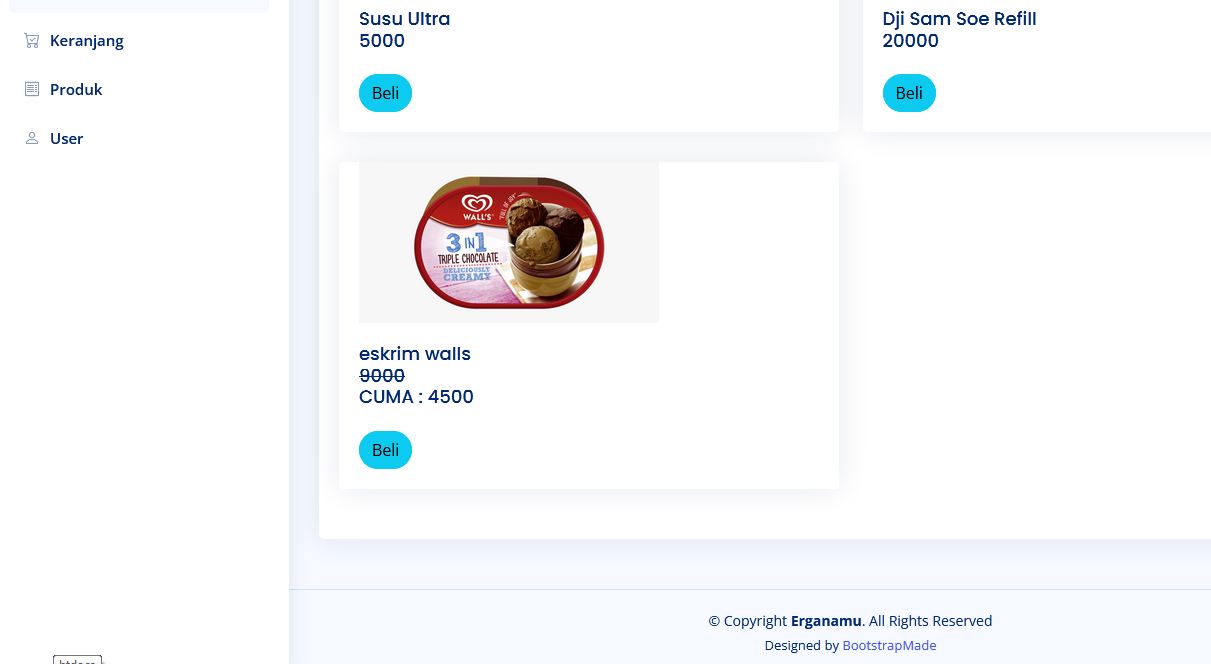 Keranjang
Produk
User
Susu Ultra
5000
Beli
Dji Sam Soe Refill
20000
Beli
WALL'S
3 IN 1
TRIPLE CHOCOLATE
DELICIOUSLY
CREAMY
eskrim walls
9000
CUMA : 4500
Beli
© Copyright Erganamu. All Rights Reserved
Designed by BootstrapMade